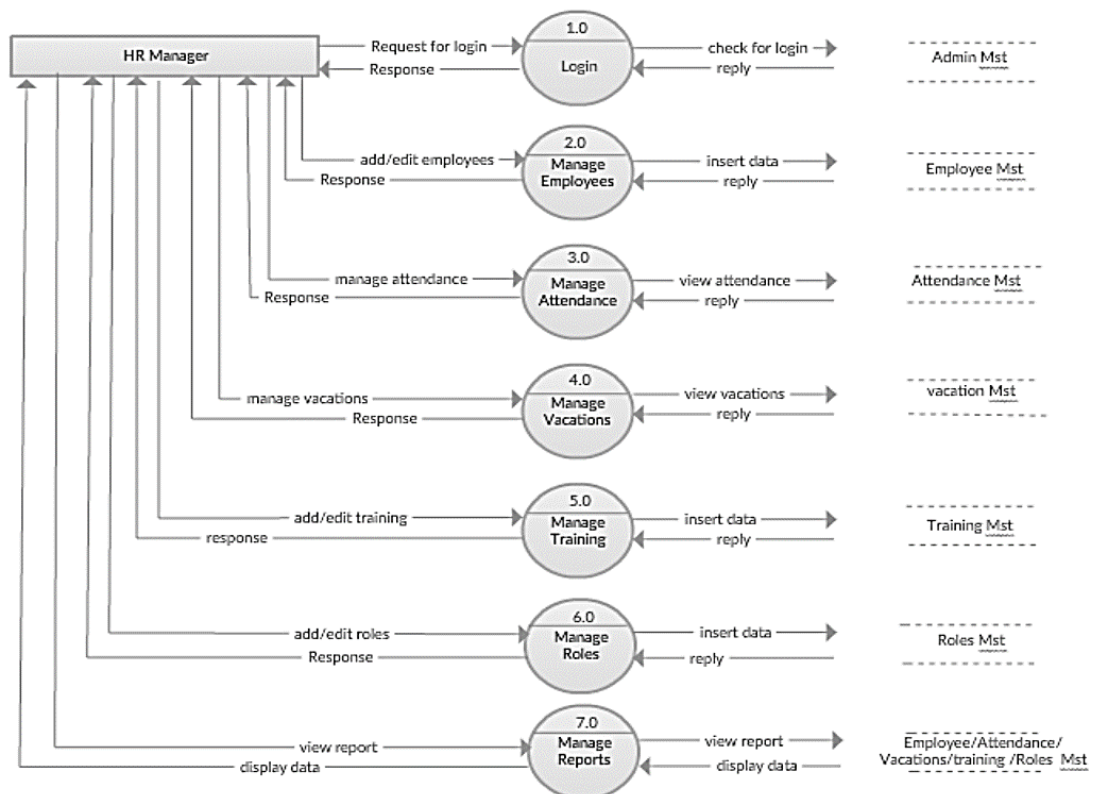 HR Manager
Request for login
Response
1.0
Login
check for login
reply
Admin Mst
add/edit employees
Response
2.0
Manage
Employees
insert data
reply
Employee Mst
manage attendance
Response
3.0
Manage
Attendance
view attendance
reply
Attendance Mst
manage vacations
Response
4.0
Manage
Vacations
view vacations
reply
vacation Mst
add/edit training
response
5.0
Manage
Training
insert data
reply
Training Mst
add/edit roles
Response
6.0
Manage
Roles
insert data
reply
Roles Mst
view report
display data
7.0
Manage
Reports
view report
display data
Employee/Attendance/
Vacations/training /Roles Mst